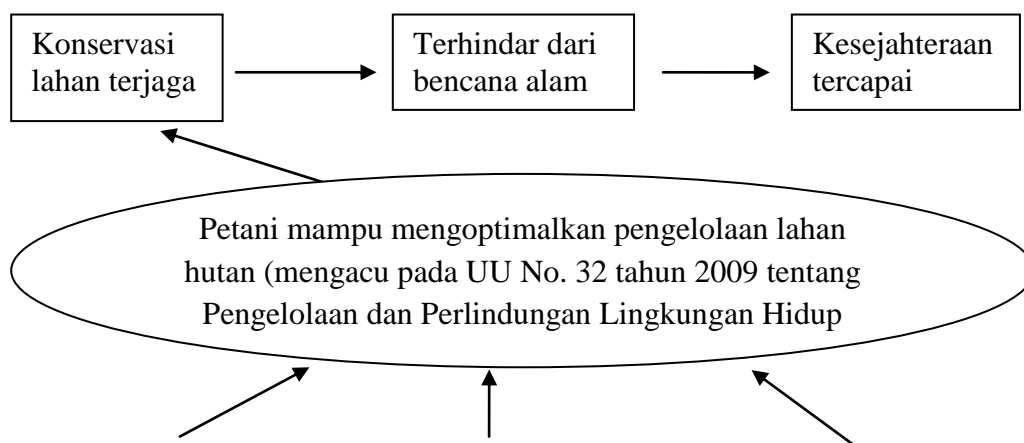 Konservasi
lahan terjaga
Terhindar dari
bencana alam
Kesejahteraan
tercapai
Petani mampu mengoptimalkan pengelolaan lahan
hutan (mengacu pada UU No. 32 tahun 2009 tentang
Pengelolaan dan Perlindungan Lingkungan Hidup